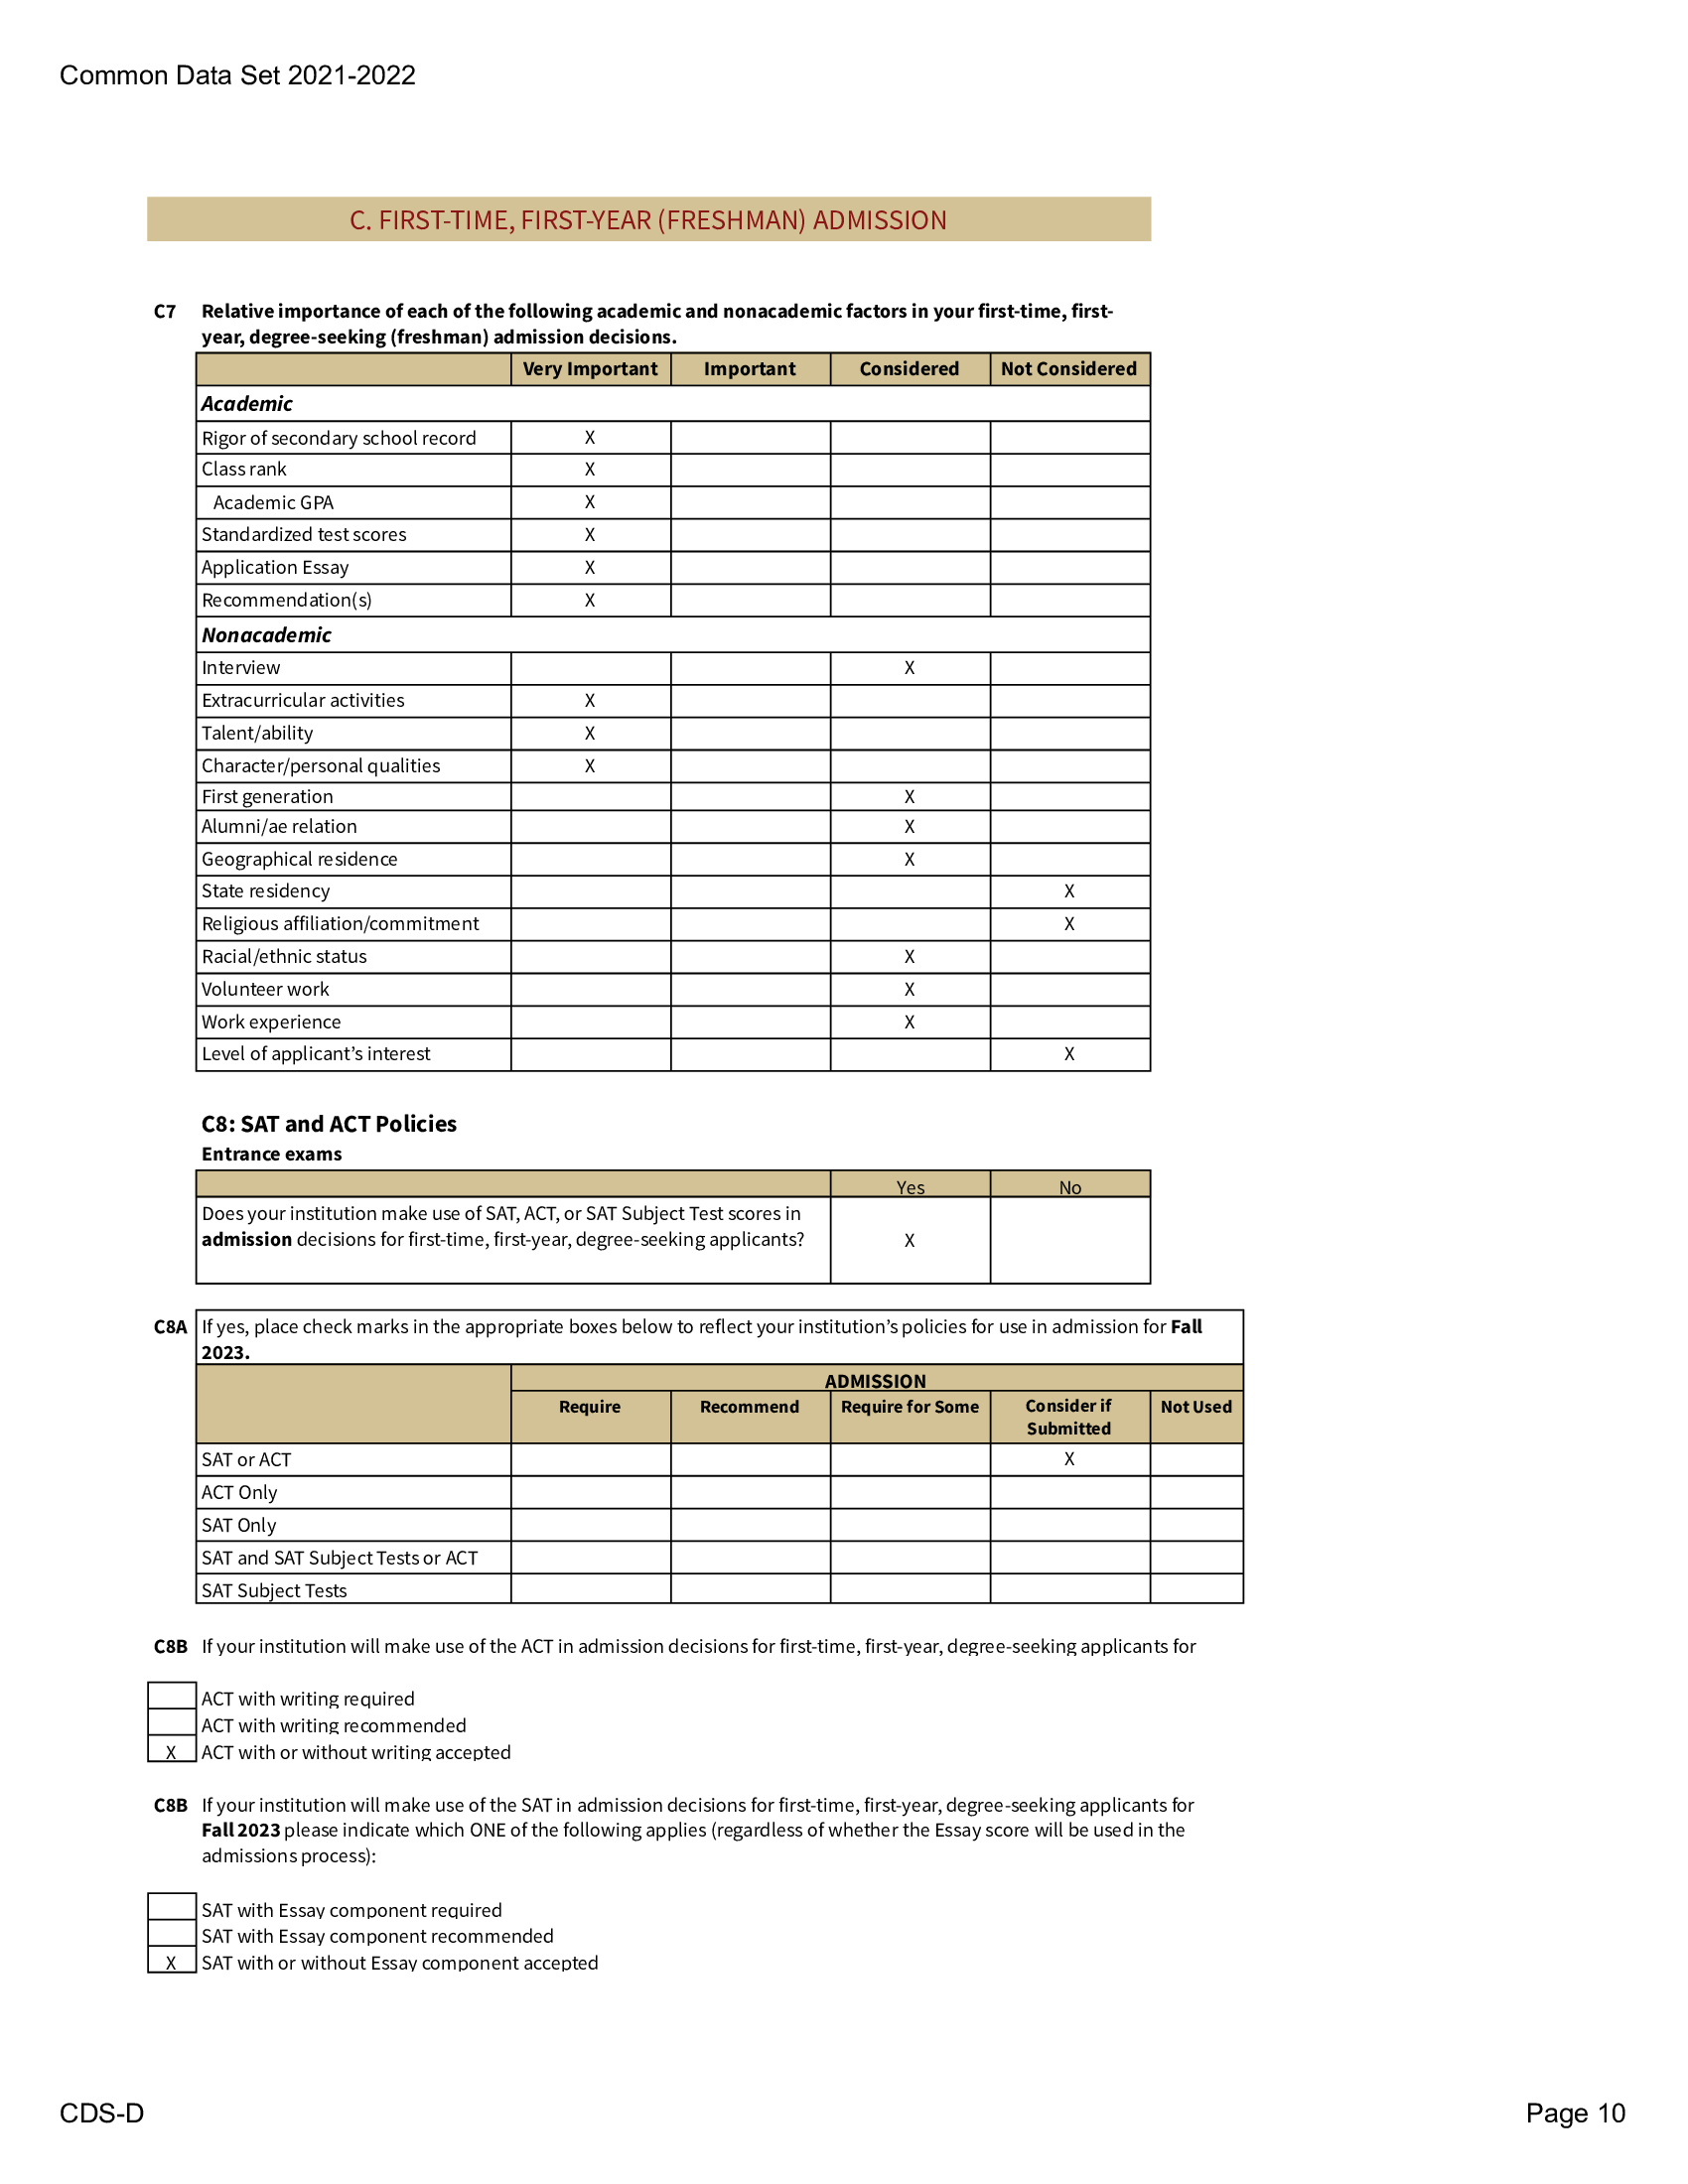 Common Data Set 2021-2022
C. FIRST-TIME, FIRST-YEAR (FRESHMAN) ADMISSION
C7 Relative importance of each of the following academic and nonacademic factors in your first-time, first-
year, degree-seeking (freshman) admission decisions.
Very Important Important Considered Not Considered
Academic
Rigor of secondary school record X
Class rank X
Academic GPA X
Standardized test scores X
Application Essay X
Recommendation(s) X
Nonacademic
Interview X
Extracurricular activities X
Talent/ability X
Character/personal qualities X
First generation X
Alumni/ae relation X
Geographical residence X
State residency X
Religious affiliation/commitment X
Racial/ethnic status X
Volunteer work X
Work experience X
Level of applicant’s interest X
C8: SAT and ACT Policies
Entrance exams
Yes No
Does your institution make use of SAT, ACT, or SAT Subject Test scores in
admission decisions for first-time, first-year, degree-seeking applicants? X
C8A If yes, place check marks in the appropriate boxes below to reflect your institution’s policies for use in admission for Fall
2023.
ADMISSION
Require Recommend Require for Some Consider if Not Used
Submitted
SAT or ACT X
ACT Only
SAT Only
SAT and SAT Subject Tests or ACT
SAT Subject Tests
C8B If your institution will make use of the ACT in admission decisions for first-time, first-year, degree-seeking applicants for
ACT with writing required
ACT with writing recommended
X ACT with or without writing accepted
C8B If your institution will make use of the SAT in admission decisions for first-time, first-year, degree-seeking applicants for
Fall 2023 please indicate which ONE of the following applies (regardless of whether the Essay score will be used in the
admissions process):
SAT with Essay component required
SAT with Essay component recommended
X SAT with or without Essay component accepted
CDS-D Page 10